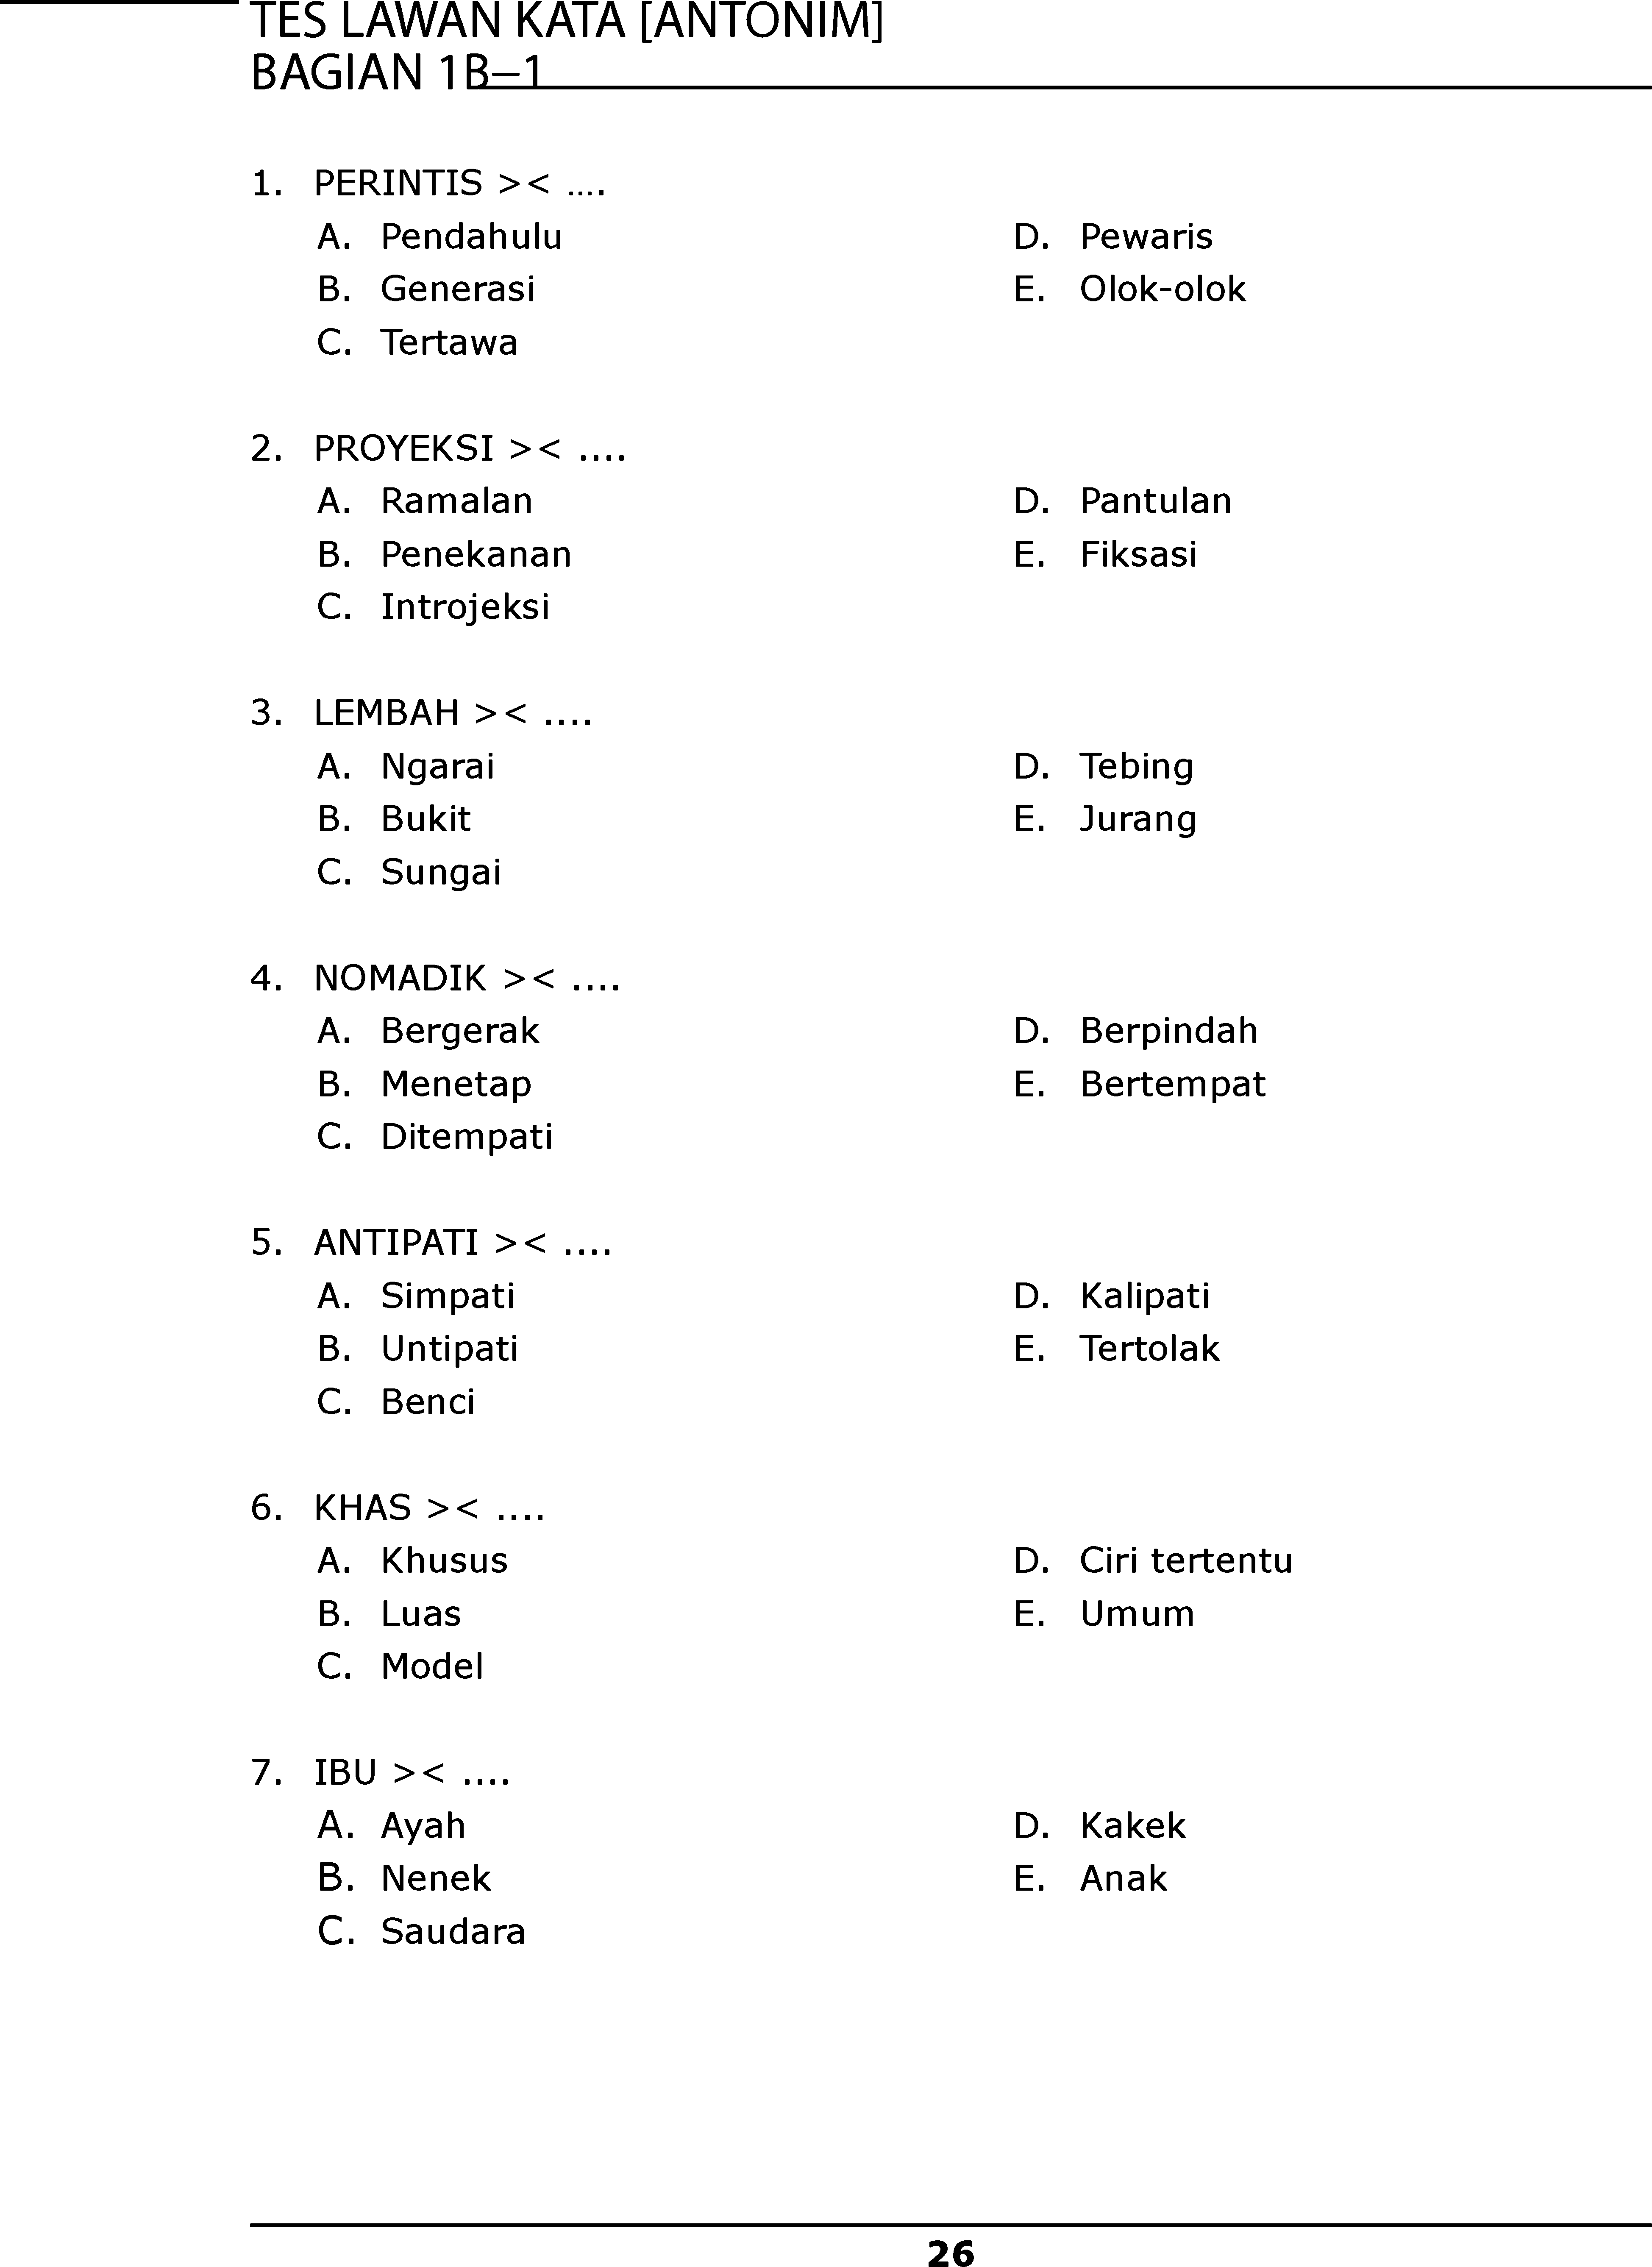 TES LAWAN KATA [ANTONIM]
BAGIAN 1B–1
1. PERINTIS >< ....
A. Pendahulu
B. Generasi
C. Tertawa
D. Pewaris
E. Olok-olok
2. PROYEKSI >< ....
A. Ramalan
B. Penekanan
C. Introjeksi
D. Pantulan
E. Fiksasi
3. LEMBAH >< ....
A. Ngarai
B. Bukit
C. Sungai
D. Tebing
E. Jurang
4. NOMADIK >< ....
A. Bergerak
B. Menetap
C. Ditempati
D. Berpindah
E. Bertempat
5. ANTIPATI >< ....
A. Simpati
B. Untipati
C. Benci
D. Kalipati
E. Tertolak
6. KHAS >< ....
A. Khusus
B. Luas
C. Model
D. Ciri tertentu
E. Umum
7. IBU >< ....
A. Ayah
B. Nenek
C. Saudara
D. Kakek
E. Anak
26